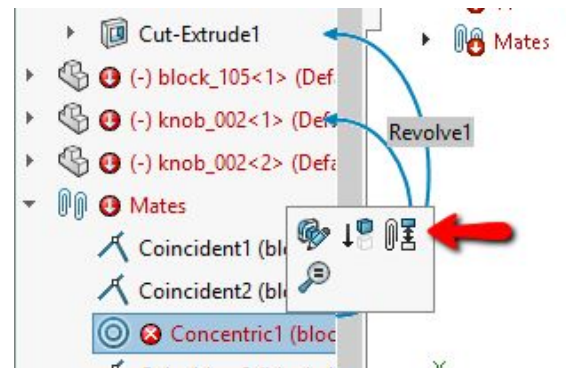 Cut-Extrude1
Mates
(-) block_105<1> (Def
(-) knob_002<1> (Def
Revolve1
(-) knob_002<2> (Defa
Mates
Coincident1 (bl
Coincident2 (bl
Concentric1 (bloc